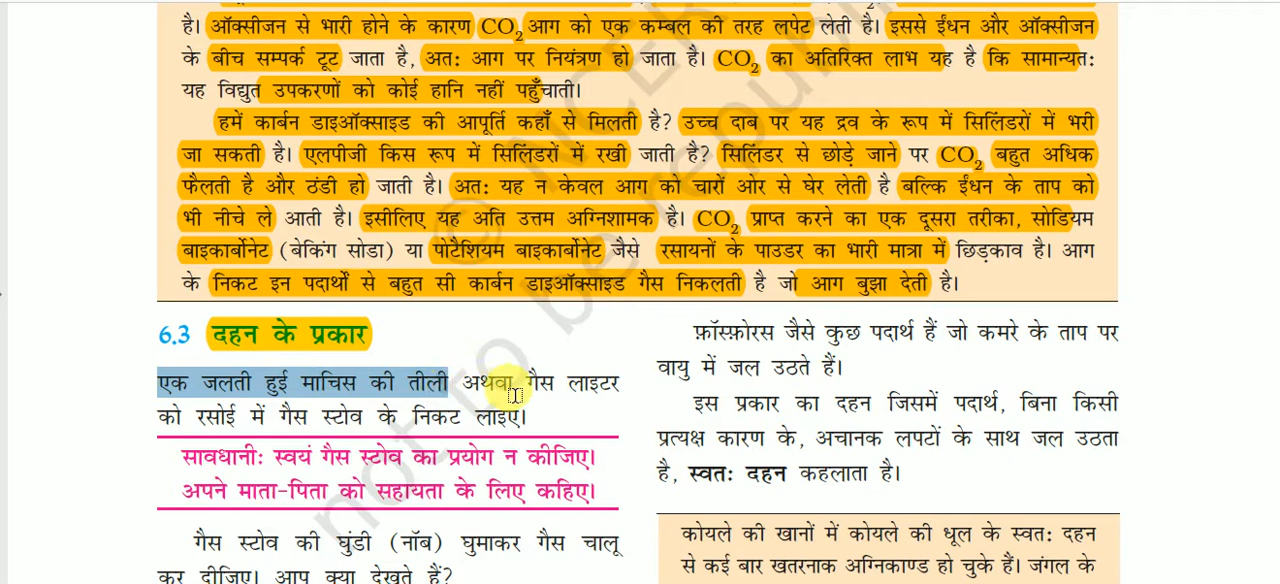 है। ऑक्सीजन से भारी होने के कारण CO₂ आग को एक कम्बल की तरह लपेट लेती है। इससे ईंधन और ऑक्सीजन
के बीच सम्पर्क टूट जाता है, अत: आग पर नियंत्रण हो जाता है। CO₂ का अतिरिक्त लाभ यह है कि सामान्यत:
यह विद्युत उपकरणों को कोई हानि नहीं पहुँचाती।
हमें कार्बन डाइऑक्साइड की आपूर्ति कहाँ से मिलती है? उच्च दाब पर यह द्रव के रूप में सिलिंडरों में भरी
जा सकती है। एलपीजी किस रूप में सिलिंडरों में रखी जाती है? सिलिंडर से छोड़े जाने पर CO₂ बहुत अधिक
फैलती है और ठंडी हो जाती है। अत: यह न केवल आग को चारों ओर से घेर लेती है बल्कि ईंधन के ताप को
भी नीचे ले आती है। इसीलिए यह अति उत्तम अग्निशामक है। CO₂ प्राप्त करने का एक दूसरा तरीका, सोडियम
बाइकार्बोनेट (बेकिंग सोडा) या पोटैशियम बाइकार्बोनेट जैसे रसायनों के पाउडर का भारी मात्रा में छिड़काव है। आग
के निकट इन पदार्थों से बहुत सी कार्बन डाइऑक्साइड गैस निकलती है जो आग बुझा देती है।
6.3 दहन के प्रकार
एक जलती हुई माचिस की तीली अथवा गैस लाइटर
को रसोई में गैस स्टोव के निकट लाइए।
सावधानी: स्वयं गैस स्टोव का प्रयोग न कीजिए।
अपने माता-पिता को सहायता के लिए कहिए।
गैस स्टोव की घुंडी (नॉब) घुमाकर गैस चालू
कर दीजिए। आप क्या देखते हैं?
फ़ॉस्फ़ोरस जैसे कुछ पदार्थ हैं जो कमरे के ताप पर
वायु में जल उठते हैं।
इस प्रकार का दहन जिसमें पदार्थ, बिना किसी
प्रत्यक्ष कारण के, अचानक लपटों के साथ जल उठता
है, स्वत: दहन कहलाता है।
कोयले की खानों में कोयले की धूल के स्वत: दहन
से कई बार खतरनाक अग्निकाण्ड हो चुके हैं। जंगल के
© NCER
not to be republi